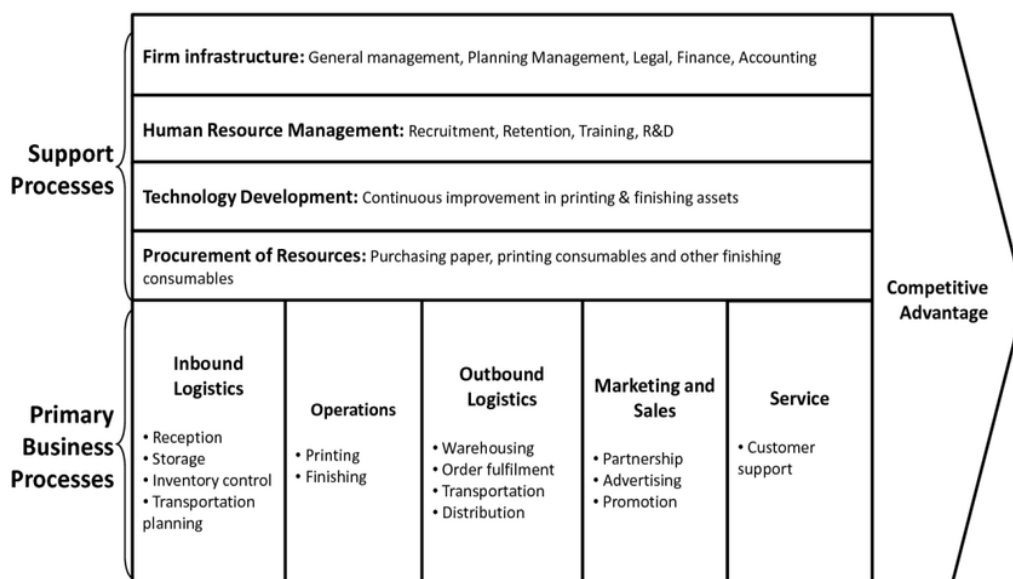 Firm infrastructure: General management, Planning Management, Legal, Finance, Accounting
Human Resource Management: Recruitment, Retention, Training, R&D
Support
Processes
Technology Development: Continuous improvement in printing & finishing assets
Procurement of Resources: Purchasing paper, printing consumables and other finishing
consumables
Competitive
Advantage
Primary
Business
Processes
Inbound
Logistics
• Reception
• Storage
• Inventory control
• Transportation
planning
Operations
• Printing
• Finishing
Outbound
Logistics
• Warehousing
• Order fulfilment
• Transportation
• Distribution
Marketing and
Sales
• Partnership
• Advertising
• Promotion
Service
• Customer
support